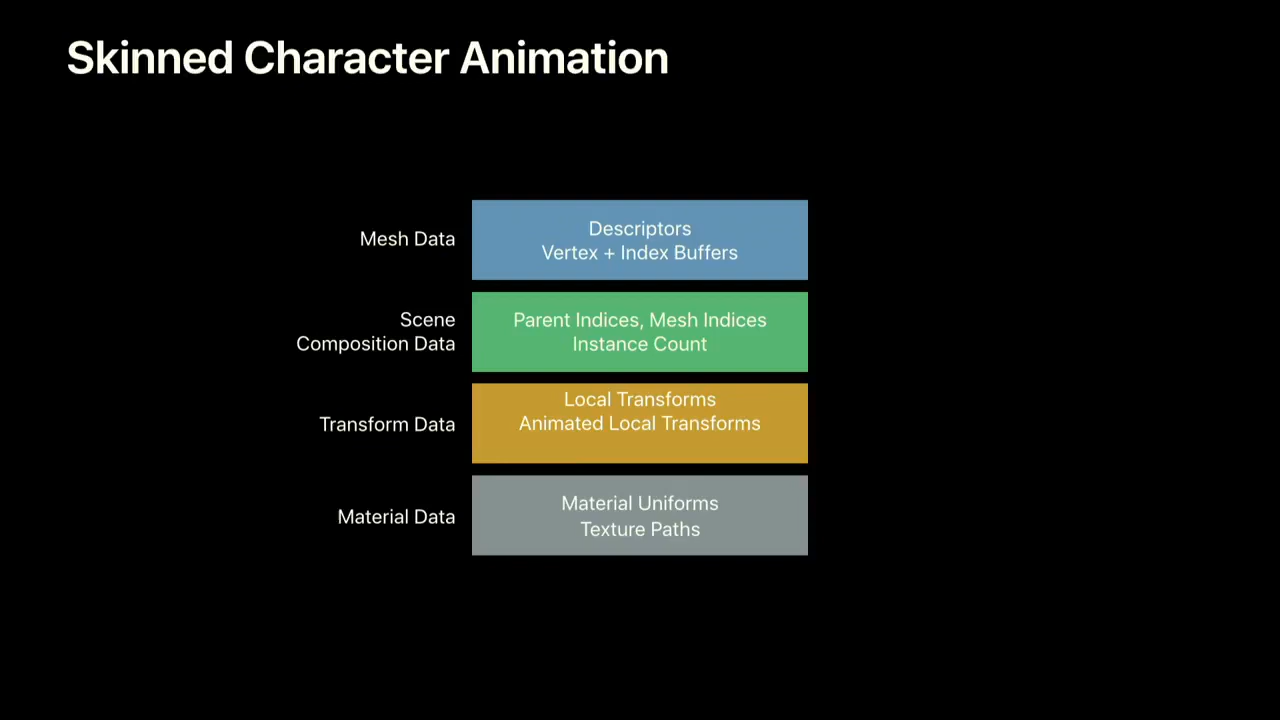 Skinned Character Animation
Mesh Data
Descriptors
Vertex + Index Buffers
Scene
Composition Data
Parent Indices, Mesh Indices
Instance Count
Transform Data
Local Transforms
Animated Local Transforms
Material Data
Material Uniforms
Texture Paths